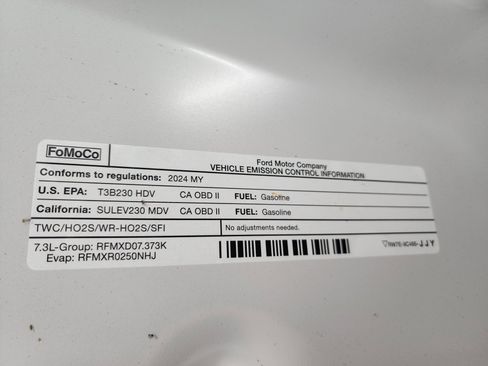 FoMoCo
Ford Motor Company
VEHICLE EMISSION CONTROL INFORMATION
Conforms to regulations: 2024 MY
U.S. EPA: T3B230 HDV CA OBD II FUEL: Gasoline
California: SULEV230 MDV CA OBD II FUEL: Gasoline
TWC/HO2S/WR-HO2S/SFI No adjustments needed.
7.3L-Group: RFMXD07.373K
Evap: RFMXR0250NHJ
JJY